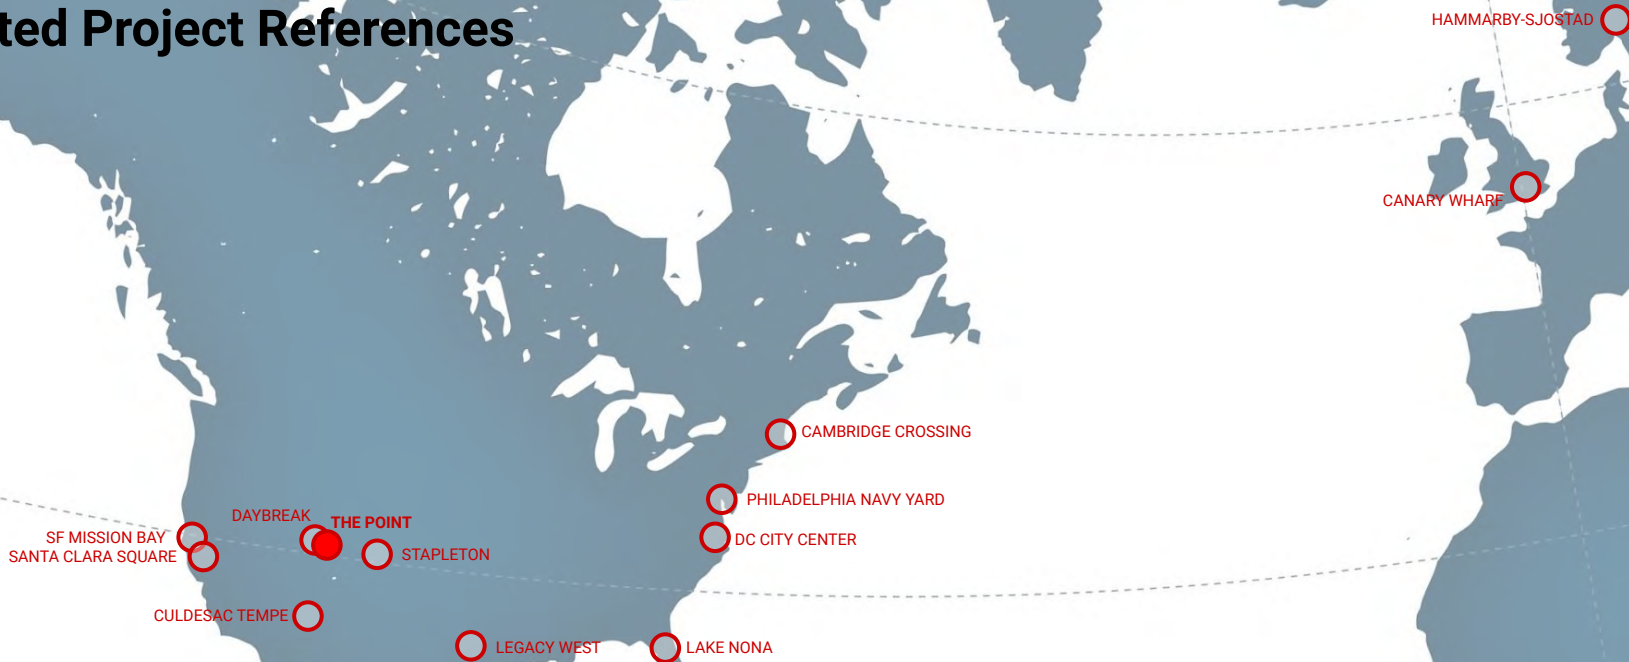 ted Project References
HAMMARBY-SJOSTAD
CANARY WHARF
CAMBRIDGE CROSSING
PHILADELPHIA NAVY YARD
DAYBREAK
THE POINT
SF MISSION BAY
DC CITY CENTER
SANTA CLARA SQUARE
STAPLETON
CULDESAC TEMPE
LEGACY WEST
LAKE NONA